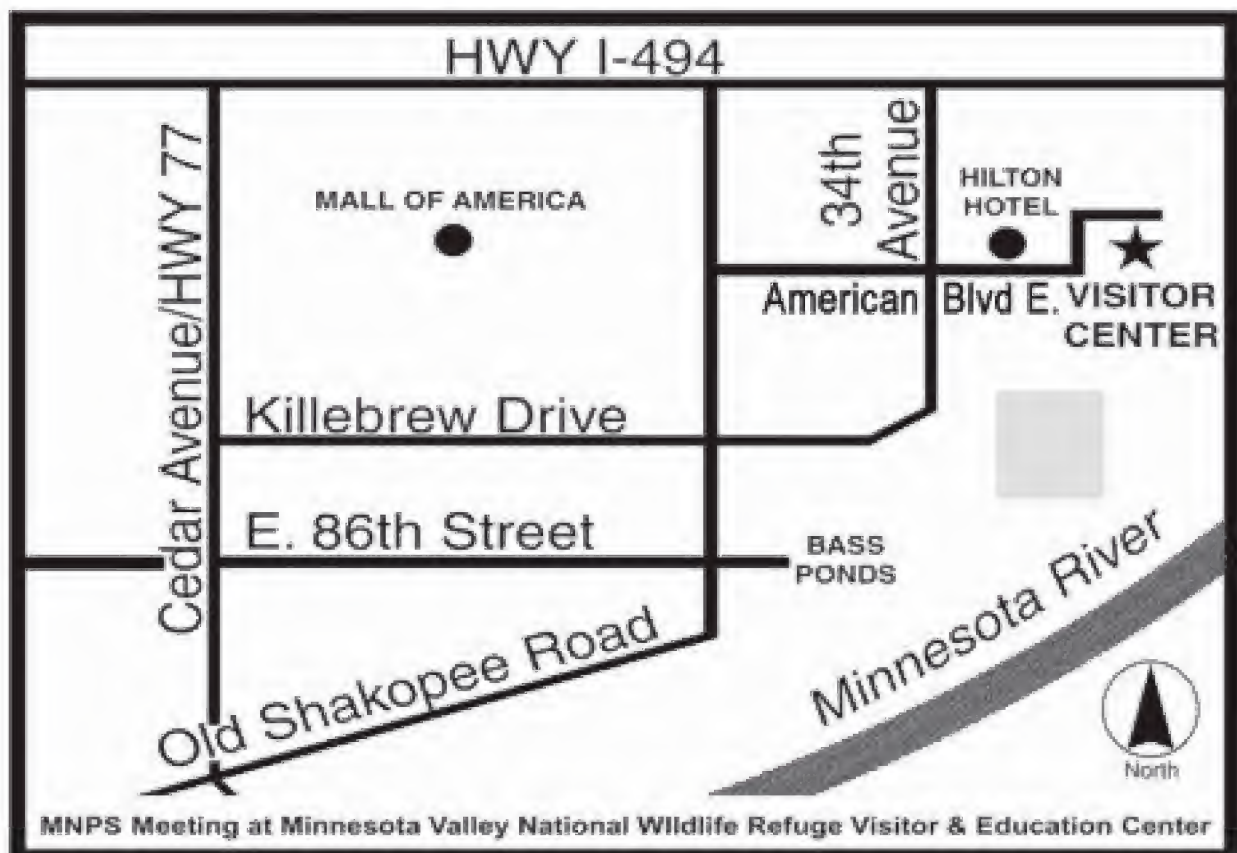 HWY I-494
Cedar Avenue/HWY 77
MALL OF AMERICA
34th
Avenue
HILTON
HOTEL
American Blvd E.
VISITOR
CENTER
Killebrew Drive
E. 86th Street
BASS
PONDS
Old Shakopee Road
Minnesota River
North
MNPS Meeting at Minnesota Valley National Wildlife Refuge Visitor & Education Center